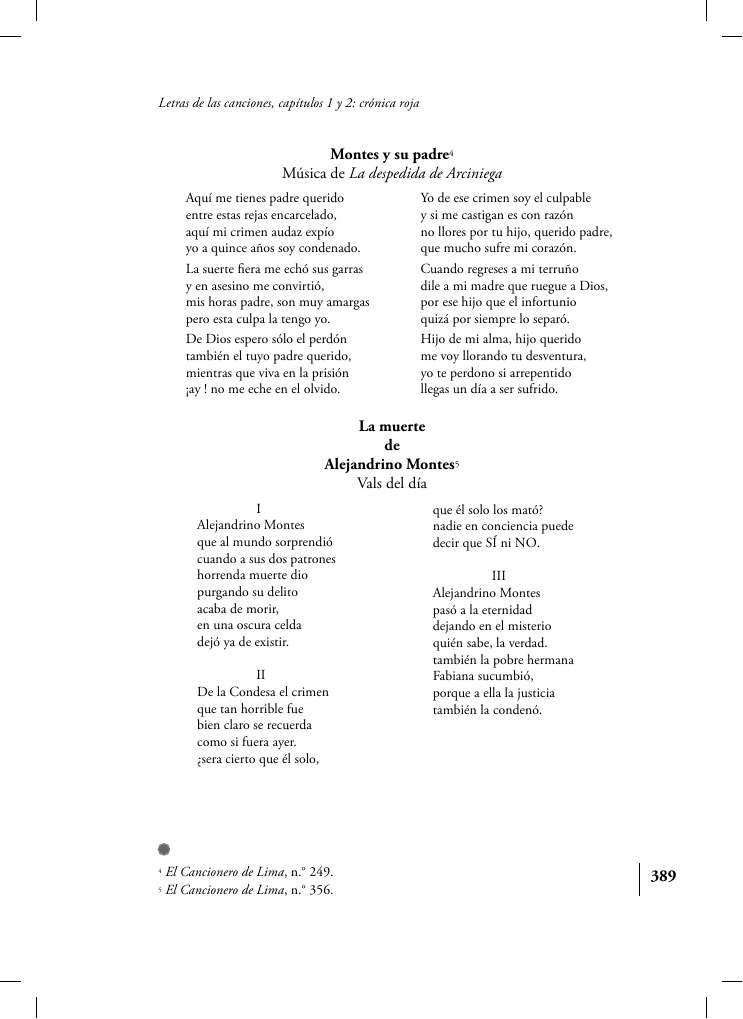 Letras de las canciones, capítulos 1 y 2: crónica roja
Montes y su padre4
Música de La despedida de Arciniega
Aquí me tienes padre querido
entre estas rejas encarcelado,
aquí mi crimen audaz expío
yo a quince años soy condenado.
La suerte fiera me echó sus garras
y en asesino me convirtió,
mis horas padre, son muy amargas
pero esta culpa la tengo yo.
De Dios espero sólo el perdón
también el tuyo padre querido,
mientras que viva en la prisión
¡ay ! no me eche en el olvido.
Yo de ese crimen soy el culpable
y si me castigan es con razón
no llores por tu hijo, querido padre,
que mucho sufre mi corazón.
Cuando regreses a mi terruño
dile a mi madre que ruegue a Dios,
por ese hijo que el infortunio
quizá por siempre lo separó.
Hijo de mi alma, hijo querido
me voy llorando tu desventura,
yo te perdono si arrepentido
llegas un día a ser sufrido.
La muerte
de
Alejandrino Montes5
Vals del día
I
Alejandrino Montes
que al mundo sorprendió
cuando a sus dos patrones
horrenda muerte dio
purgando su delito
acaba de morir,
en una oscura celda
dejó ya de existir.
II
De la Condesa el crimen
que tan horrible fue
bien claro se recuerda
como si fuera ayer.
¿sera cierto que él solo,
que él solo los mató?
nadie en conciencia puede
decir que SÍ ni NO.
III
Alejandrino Montes
pasó a la eternidad
dejando en el misterio
quién sabe, la verdad.
también la pobre hermana
Fabiana sucumbió,
porque a ella la justicia
también la condenó.
4 El Cancionero de Lima, n.° 249.
5 El Cancionero de Lima, n.° 356.
389